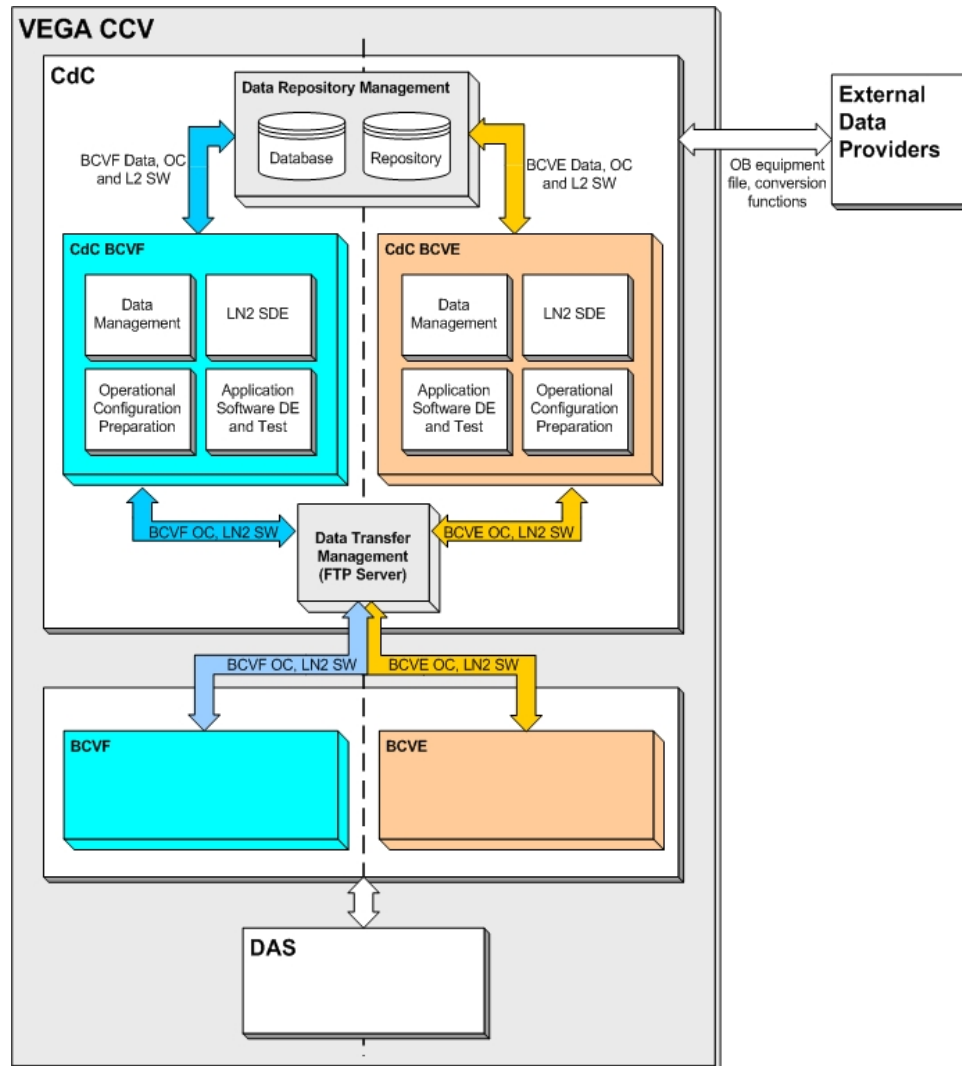 VEGA CCV
CdC
Data Repository Management
Database
Repository
BCVF Data, OC
and L2 SW
BCVE Data, OC
and L2 SW
External
Data
Providers
OB equipment
file, conversion
functions
CdC BCVF
Data
Management
LN2 SDE
Operational
Configuration
Preparation
Application
Software DE
and Test
CdC BCVE
Data
Management
LN2 SDE
Application
Software DE
and Test
Operational
Configuration
Preparation
BCVF OC, LN2 SW
Data Transfer
Management
(FTP Server)
BCVE OC, LN2 SW
BCVF OC, LN2 SW
BCVE OC, LN2 SW
BCVF
BCVE
DAS